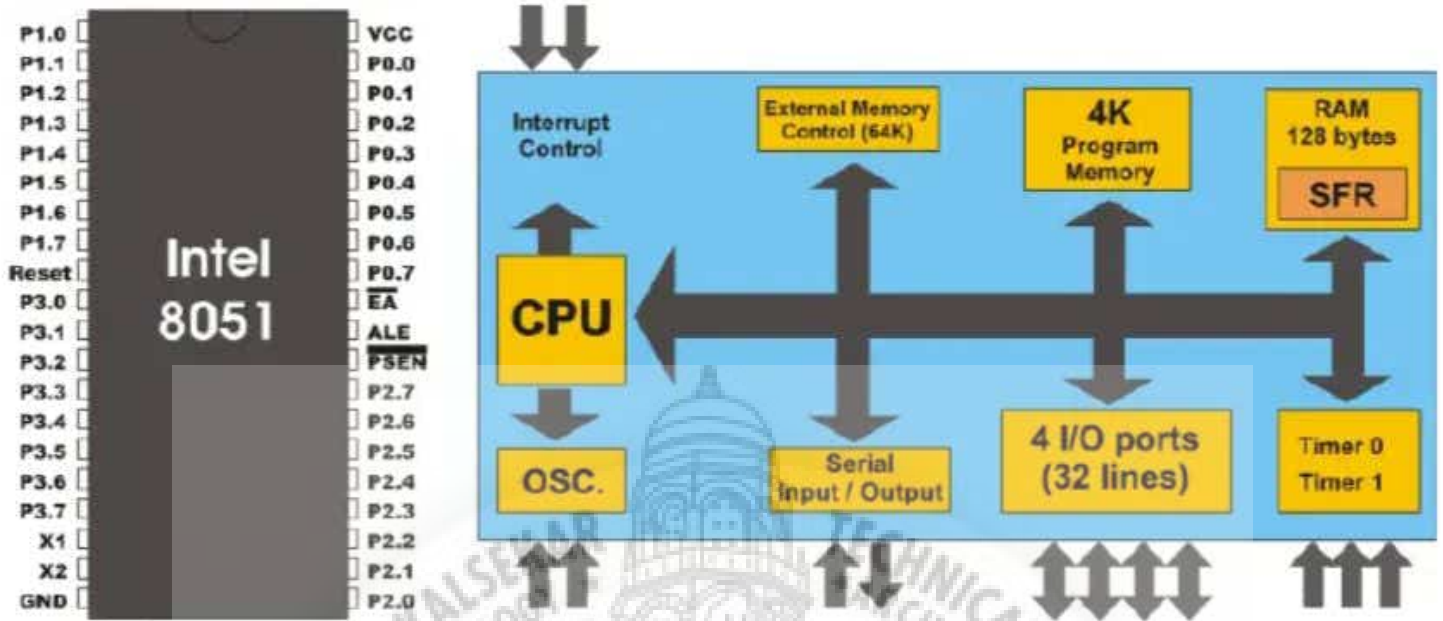 P1.0
P1.1
P1.2
P1.3
P1.4
P1.5
P1.6
P1.7
Reset
P3.0
P3.1
P3.2
P3.3
P3.4
P3.5
P3.6
P3.7
X1
X2
GND
Intel
8051
VCC
P0.0
P0.1
P0.2
P0.3
P0.4
P0.5
P0.6
P0.7
EA
ALE
PSEN
P2.7
P2.6
P2.5
P2.4
P2.3
P2.2
P2.1
P2.0
Interrupt
Control
External Memory
Control (64K)
4K
Program
Memory
RAM
128 bytes
SFR
CPU
OSC.
Serial
Input / Output
4 I/O ports
(32 lines)
Timer 0
Timer 1